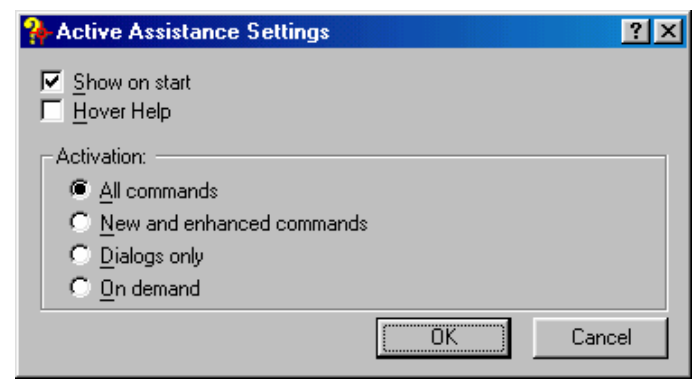 Active Assistance Settings
Show on start
Hover Help
Activation:
All commands
New and enhanced commands
Dialogs only
On demand
OK Cancel